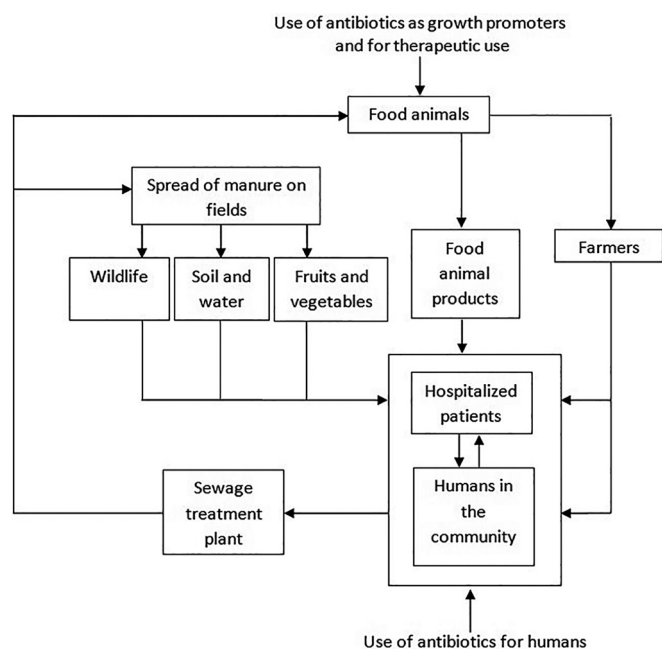 Use of antibiotics as growth promoters
and for therapeutic use
Food animals
Spread of manure on
fields
Wildlife
Soil and
water
Fruits and
vegetables
Food
animal
products
Farmers
Hospitalized
patients
Humans in
the
community
Sewage
treatment
plant
Use of antibiotics for humans